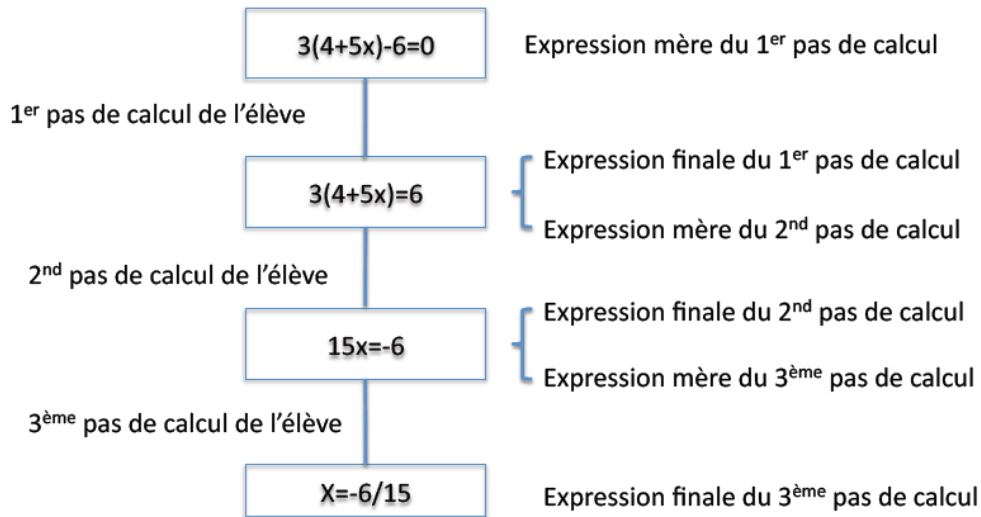 3(4+5x)-6=0
Expression mère du 1er pas de calcul
1er pas de calcul de l'élève
3(4+5x)=6
Expression finale du 1er pas de calcul
Expression mère du 2nd pas de calcul
2nd pas de calcul de l'élève
15x=-6
Expression finale du 2nd pas de calcul
Expression mère du 3ème pas de calcul
3ème pas de calcul de l'élève
X=-6/15
Expression finale du 3ème pas de calcul